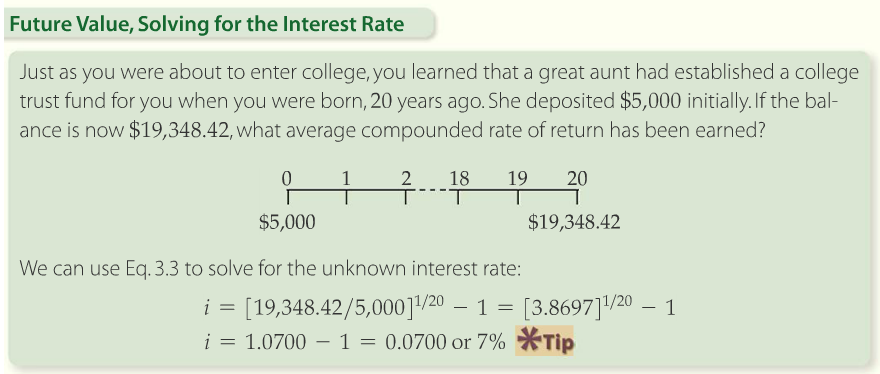 Future Value, Solving for the Interest Rate
Just as you were about to enter college, you learned that a great aunt had established a college
trust fund for you when you were born, 20 years ago. She deposited $5,000 initially. If the bal-
ance is now $19,348.42, what average compounded rate of return has been earned?
0 1 2 18 19 20
$5,000 $19,348.42
We can use Eq. 3.3 to solve for the unknown interest rate:
i = [19,348.42/5,000]^1/20 − 1 = [3.8697]^1/20 − 1
i = 1.0700 − 1 = 0.0700 or 7% *Tip